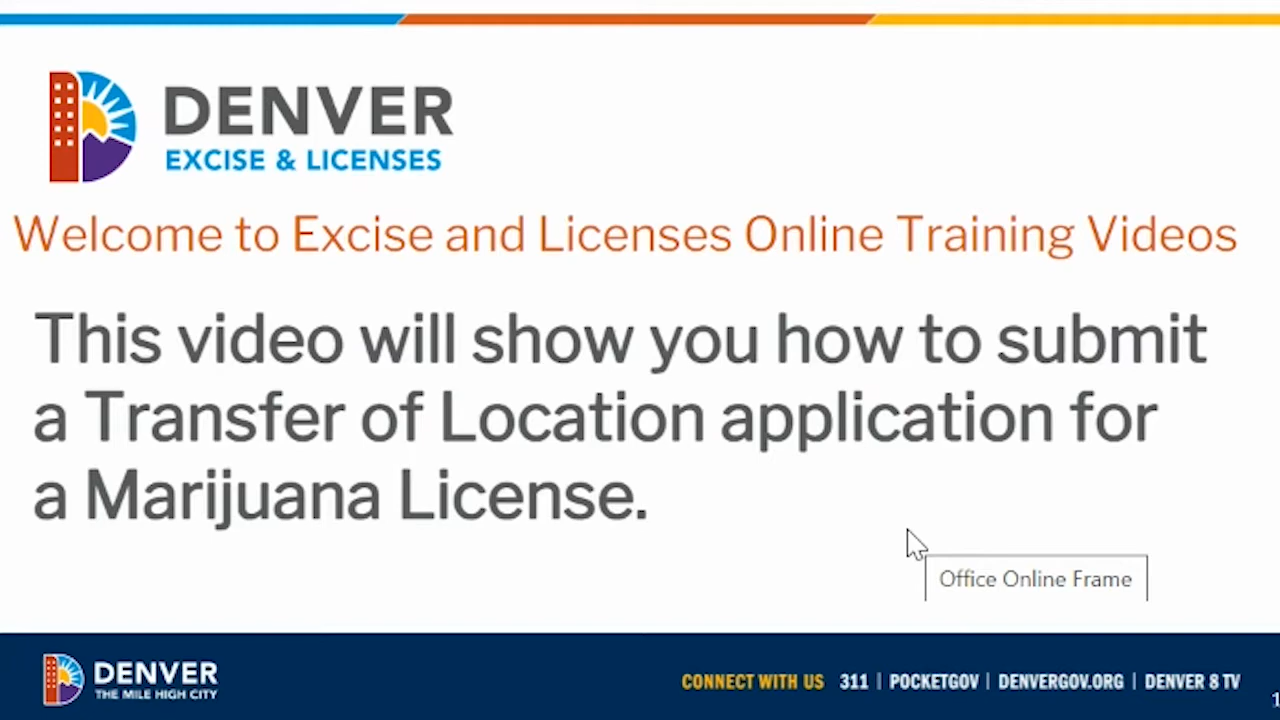 DENVER
EXCISE & LICENSES
Welcome to Excise and Licenses Online Training Videos
This video will show you how to submit
a Transfer of Location application for
a Marijuana License.
Office Online Frame
DENVER
THE MILE HIGH CITY
CONNECT WITH US 311 | POCKETGOV | DENVERGOV.ORG | DENVER 8 TV
1